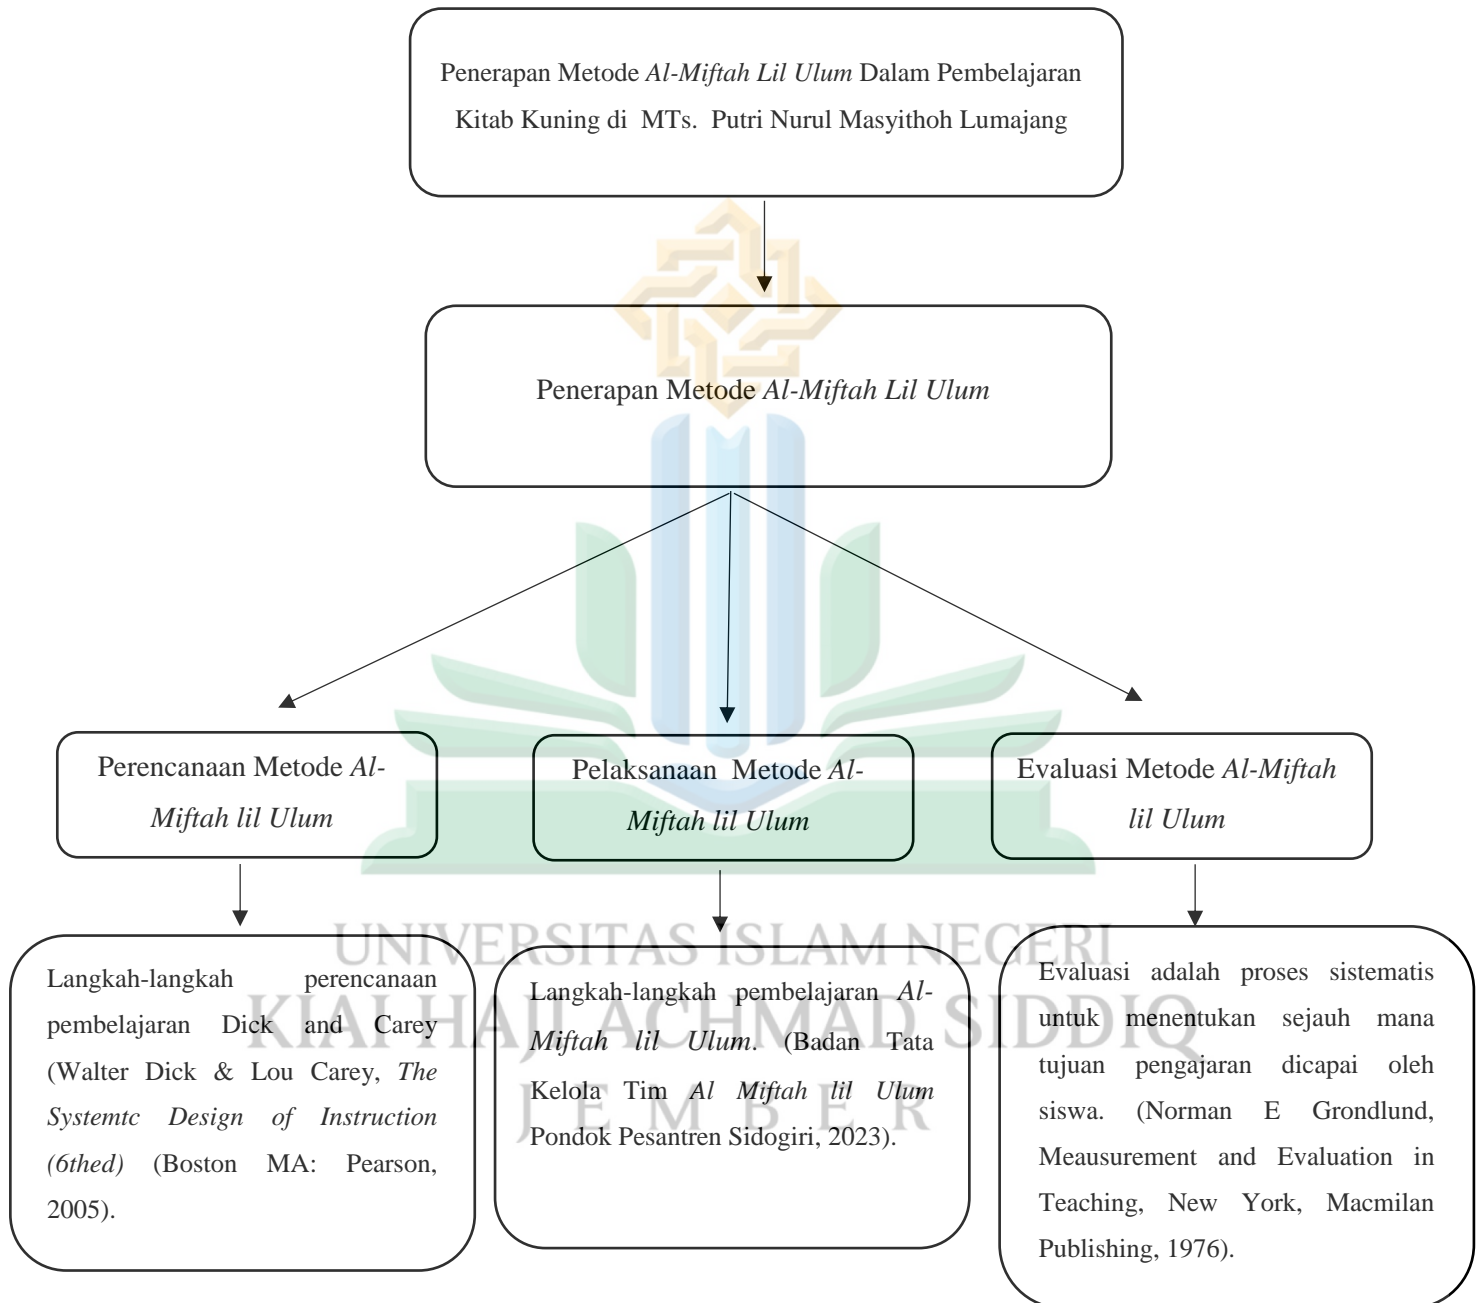 Penerapan Metode Al-Miftah Lil Ulum Dalam Pembelajaran
Kitab Kuning di MTs. Putri Nurul Masyithoh Lumajang
Penerapan Metode Al-Miftah Lil Ulum
Perencanaan Metode Al-
Miftah lil Ulum
Pelaksanaan Metode Al-
Miftah lil Ulum
Evaluasi Metode Al-Miftah
lil Ulum
Langkah-langkah perencanaan
pembelajaran Dick and Carey
(Walter Dick & Lou Carey, The
Systemtc Design of Instruction
(6thed) (Boston MA: Pearson,
2005).
Langkah-langkah pembelajaran Al-
Miftah lil Ulum. (Badan Tata
Kelola Tim Al Miftah lil Ulum
Pondok Pesantren Sidogiri, 2023).
Evaluasi adalah proses sistematis
untuk menentukan sejauh mana
tujuan pengajaran dicapai oleh
siswa. (Norman E Grondlund,
Meausurement and Evaluation in
Teaching, New York, Macmilan
Publishing, 1976).
UNIVERSITAS ISLAM NEGERI
KIAI HAJI ACHMAD SIDDIQ
JEMBER